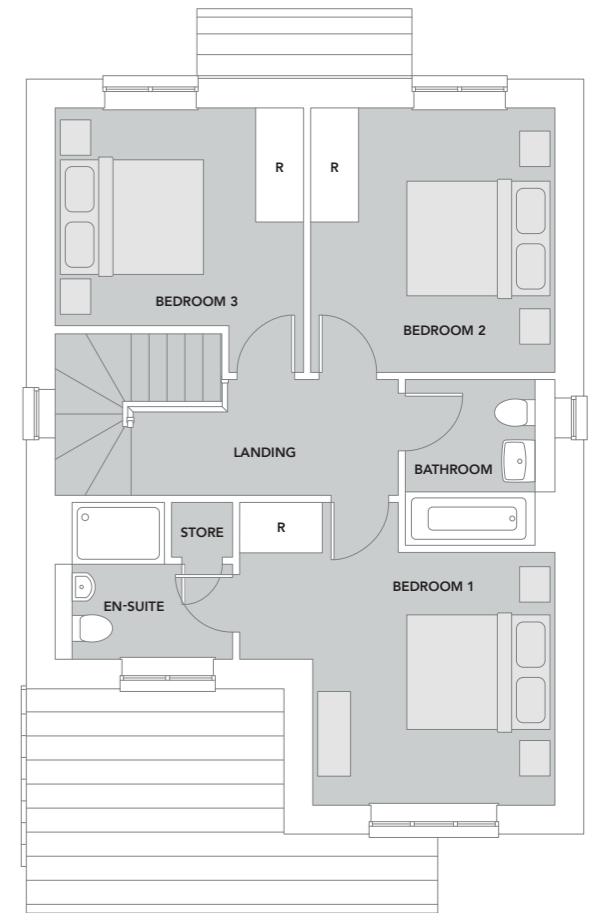 R
R
BEDROOM 3
BEDROOM 2
LANDING
BATHROOM
STORE
R
BEDROOM 1
EN-SUITE